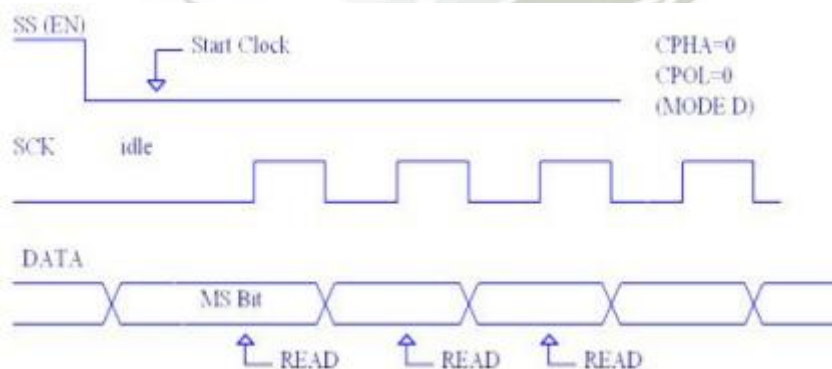 SS (EN)
Start Clock
CPHA=0
CPOL=0
(MODE D)
SCK idle
DATA
MS Bit
READ READ READ